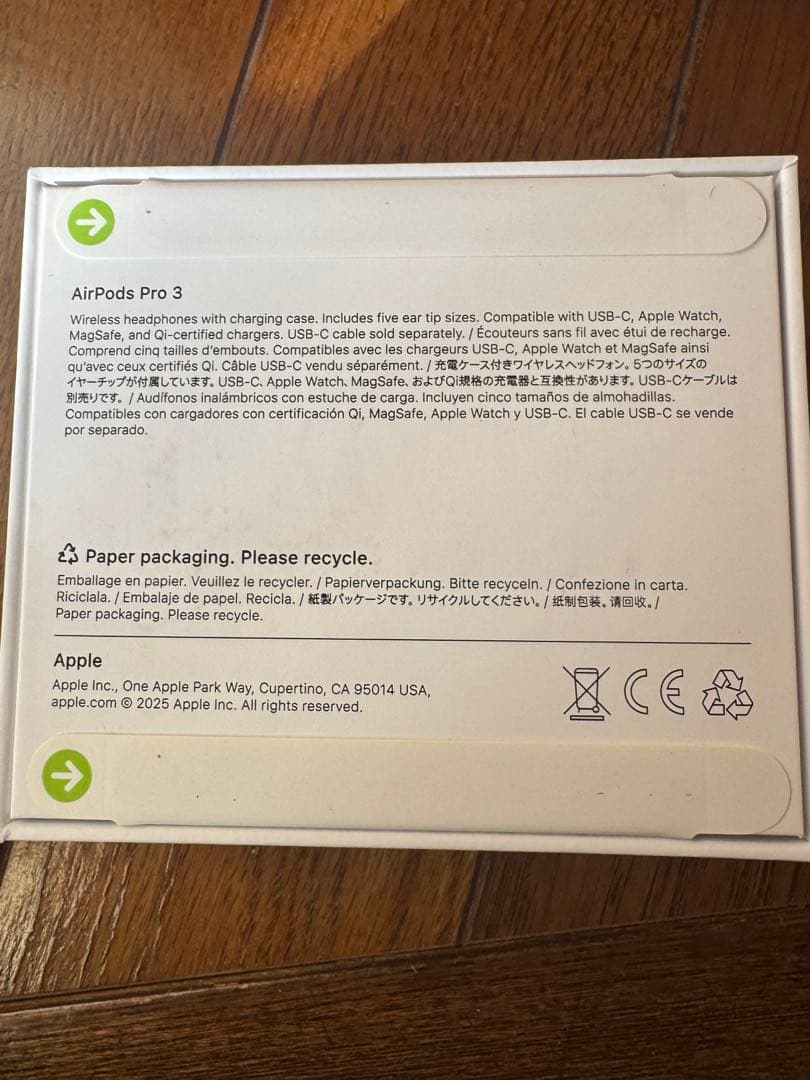 AirPods Pro 3
Wireless headphones with charging case. Includes five ear tip sizes. Compatible with USB-C, Apple Watch,
MagSafe, and Qi-certified chargers. USB-C cable sold separately. / Écouteurs sans fil avec étui de recharge.
Comprend cinq tailles d’embouts. Compatibles avec les chargeurs USB-C, Apple Watch et MagSafe ainsi
qu’avec ceux certifiés Qi. Câble USB-C vendu séparément. / 充電ケース付きワイヤレスヘッドフォン。5つのサイズの
イヤーチップが付属しています。USB-C、Apple Watch、MagSafe、およびQi規格の充電器と互換性があります。USB-Cケーブルは
別売りです。 / Audífonos inalámbricos con estuche de carga. Incluyen cinco tamaños de almohadillas.
Compatibles con cargadores con certificación Qi, MagSafe, Apple Watch y USB-C. El cable USB-C se vende
por separado.
Paper packaging. Please recycle.
Emballage en papier. Veuillez le recycler. / Papierverpackung. Bitte recyceln. / Confezione in carta.
Riciclala. / Embalaje de papel. Recicla. / 紙製パッケージです。リサイクルしてください。 / 纸制包装。请回收。 /
Paper packaging. Please recycle.
Apple
Apple Inc., One Apple Park Way, Cupertino, CA 95014 USA,
apple.com © 2025 Apple Inc. All rights reserved.
CE